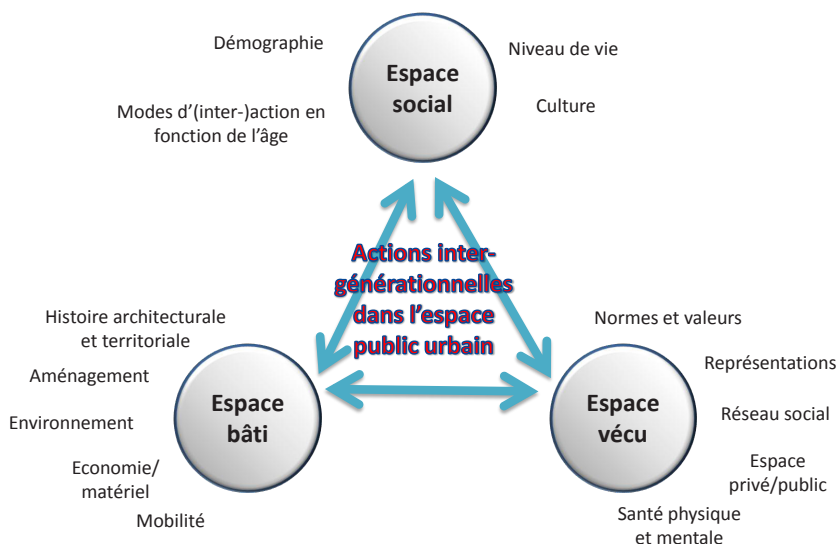 Démographie
Niveau de vie
Espace
social
Modes d'(inter-)action en
fonction de l'âge
Culture
Actions inter-
générationnelles
dans l'espace
public urbain
Histoire architecturale
et territoriale
Aménagement
Environnement
Economie/
matériel
Mobilité
Espace
bâti
Espace
vécu
Normes et valeurs
Représentations
Réseau social
Espace
privé/public
Santé physique
et mentale